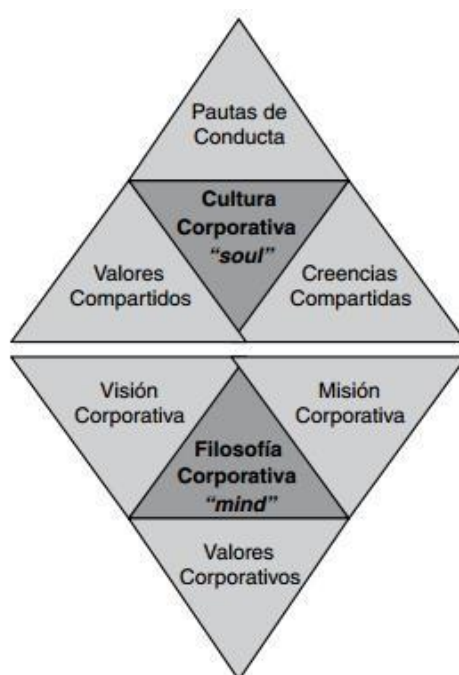 Pautas de
Conducta
Cultura
Corporativa
“soul”
Valores
Compartidos
Creencias
Compartidas
Visión
Corporativa
Misión
Corporativa
Filosofía
Corporativa
“mind”
Valores
Corporativos